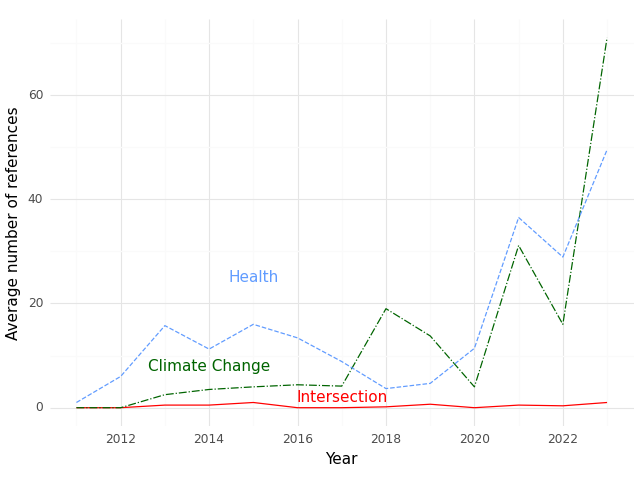 Average number of references
60
40
20
0
Health
Climate Change
Intersection
2012 2014 2016 2018 2020 2022
Year